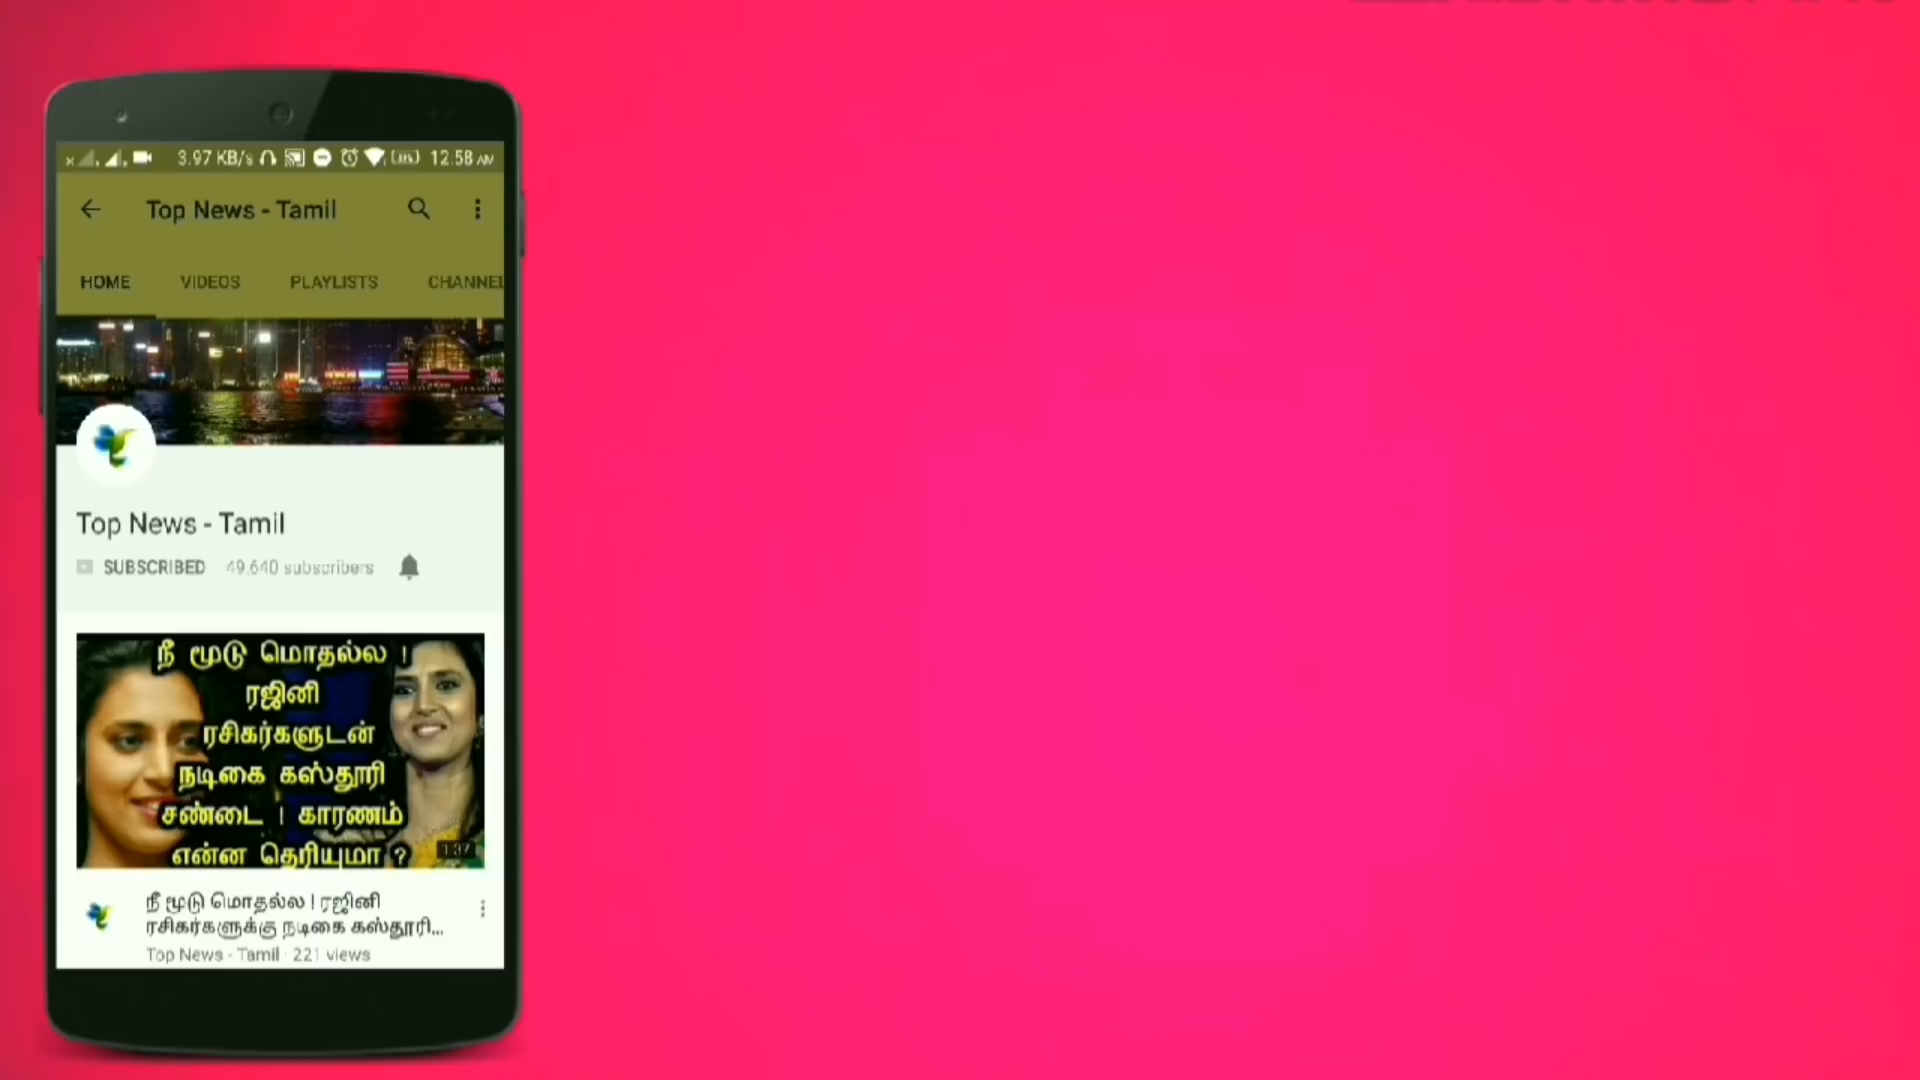 3.97 KB/s 12.58 AM
Top News - Tamil
HOME VIDEOS PLAYLISTS CHANNEL
Top News - Tamil
SUBSCRIBED 49,640 subscribers
நீ மூடு மொதல்ல !
ரஜினி
ரசிகர்களுடன்
நடிகை கஸ்தூரி
சண்டை ! காரணம்
என்ன தெரியுமா ?
1:37
நீ மூடு மொதல்ல ! ரஜினி
ரசிகர்களுக்கு நடிகை கஸ்தூரி...
Top News - Tamil · 221 views